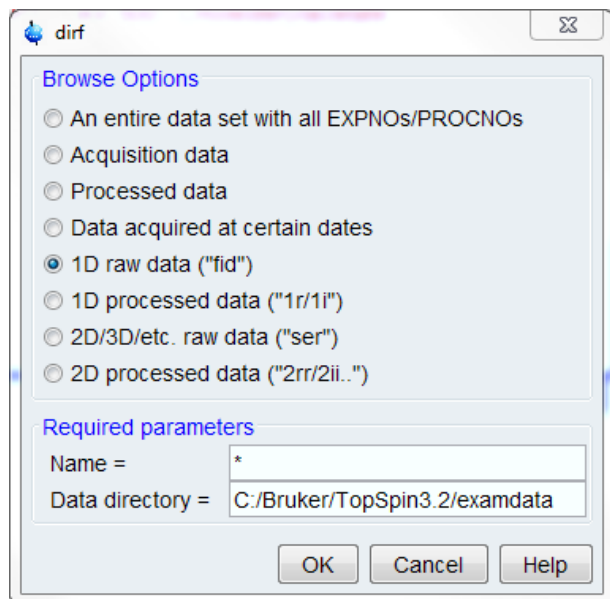 dirf
Browse Options
An entire data set with all EXPNOs/PROCNOs
Acquisition data
Processed data
Data acquired at certain dates
1D raw data ("fid")
1D processed data ("1r/1i")
2D/3D/etc. raw data ("ser")
2D processed data ("2rr/2ii..")
Required parameters
Name = *
Data directory = C:/Bruker/TopSpin3.2/examdata
OK Cancel Help